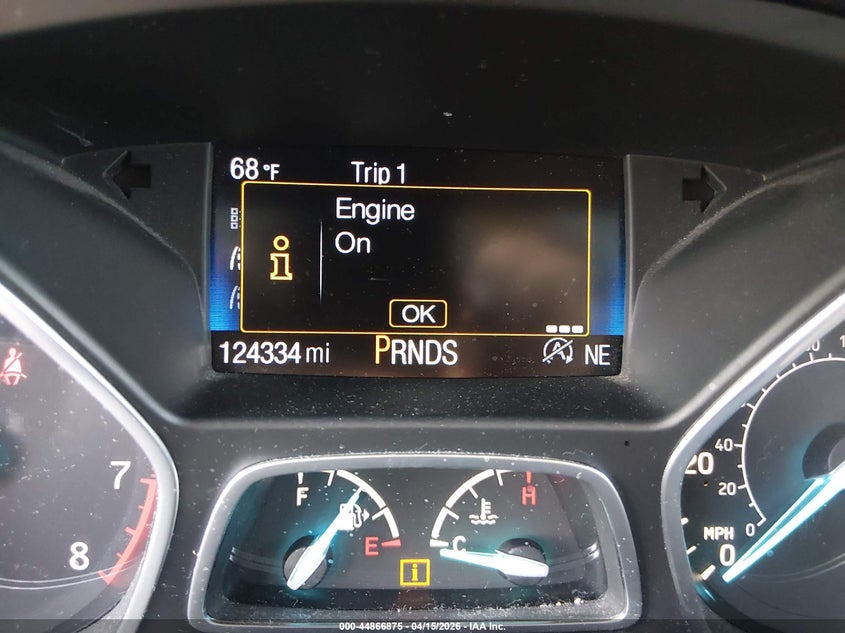 68°F Trip 1
Engine
On
i
OK
124334 mi PRNDS A NE
7
8
F
E
H
C
i
20
40
20
0
MPH
0
000-44866875 - 04/15/2026 - IAA Inc.